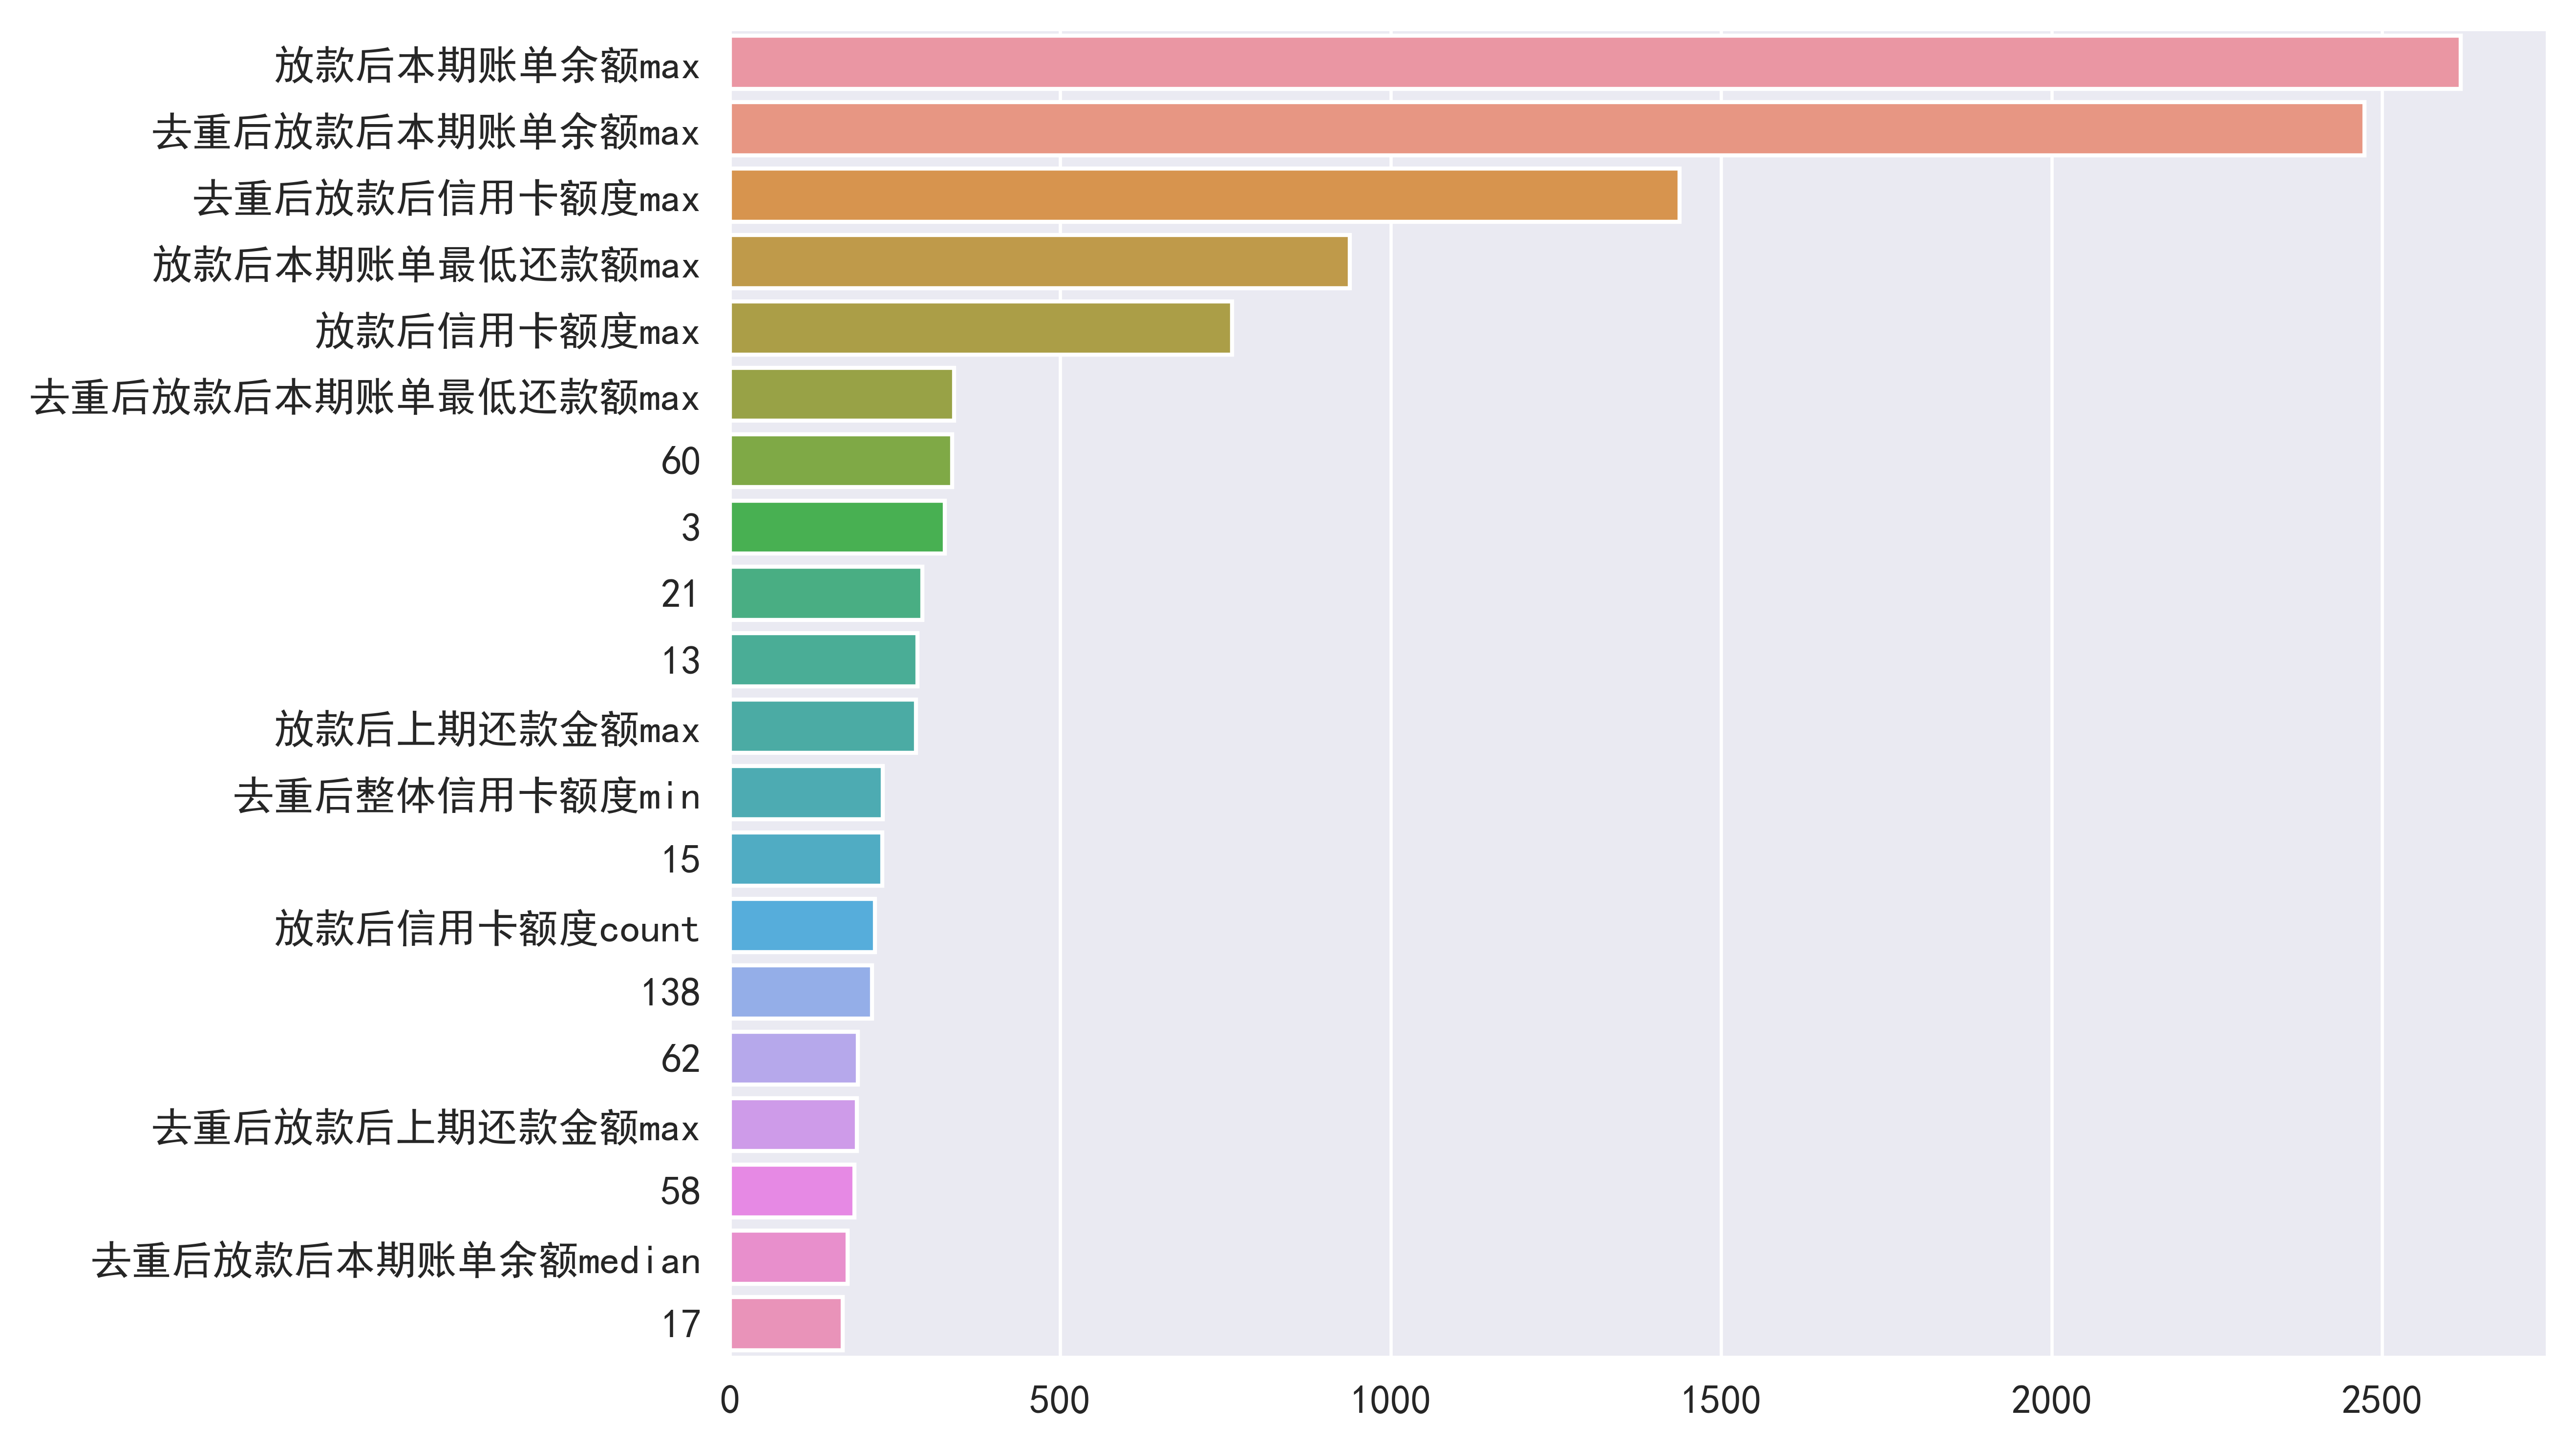 放款后本期账单余额max
去重后放款后本期账单余额max
去重后放款后信用卡额度max
放款后本期账单最低还款额max
放款后信用卡额度max
去重后放款后本期账单最低还款额max
60
3
21
13
放款后上期还款金额max
去重后整体信用卡额度min
15
放款后信用卡额度count
138
62
去重后放款后上期还款金额max
58
去重后放款后本期账单余额median
17
0 500 1000 1500 2000 2500